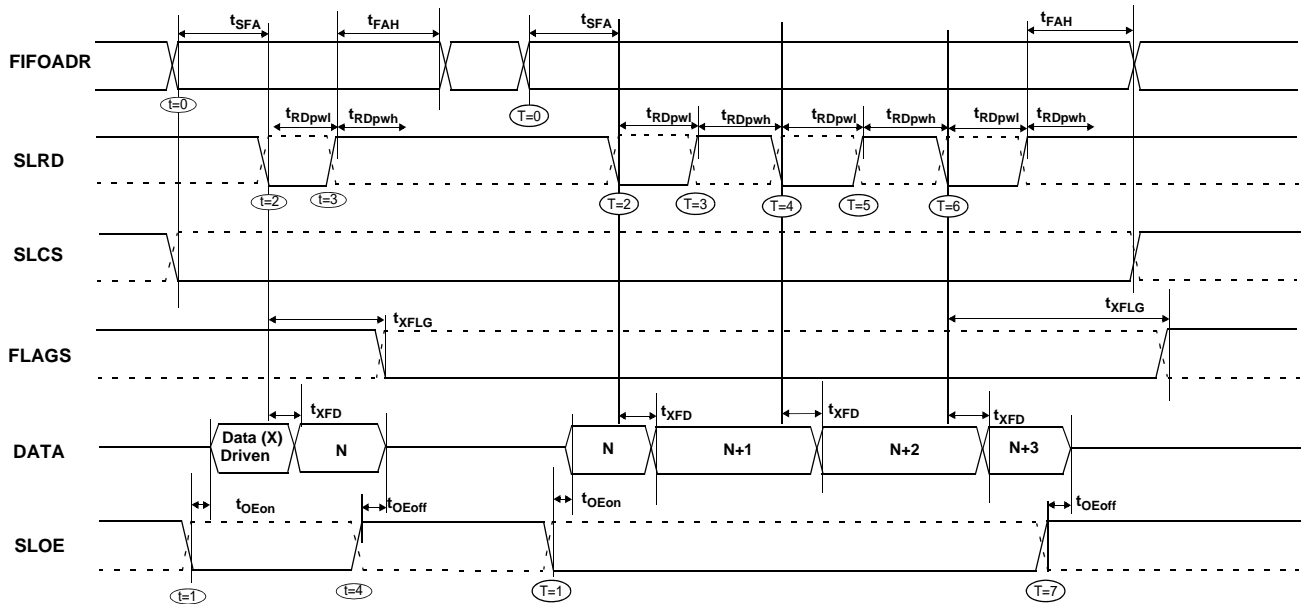 tSFA tFAH tSFA tFAH
FIFOADR
t=0 T=0
tRDpwl tRDpwh tRDpwl tRDpwh tRDpwl tRDpwh tRDpwl tRDpwh
SLRD
t=2 t=3 T=2 T=3 T=4 T=5 T=6
SLCS
tXFLG tXFLG
FLAGS
tXFD tXFD tXFD tXFD
DATA
Data (X)
Driven
N N N+1 N+2 N+3
tOEon tOEoff tOEon tOEoff
SLOE
t=1 t=4 T=1 T=7